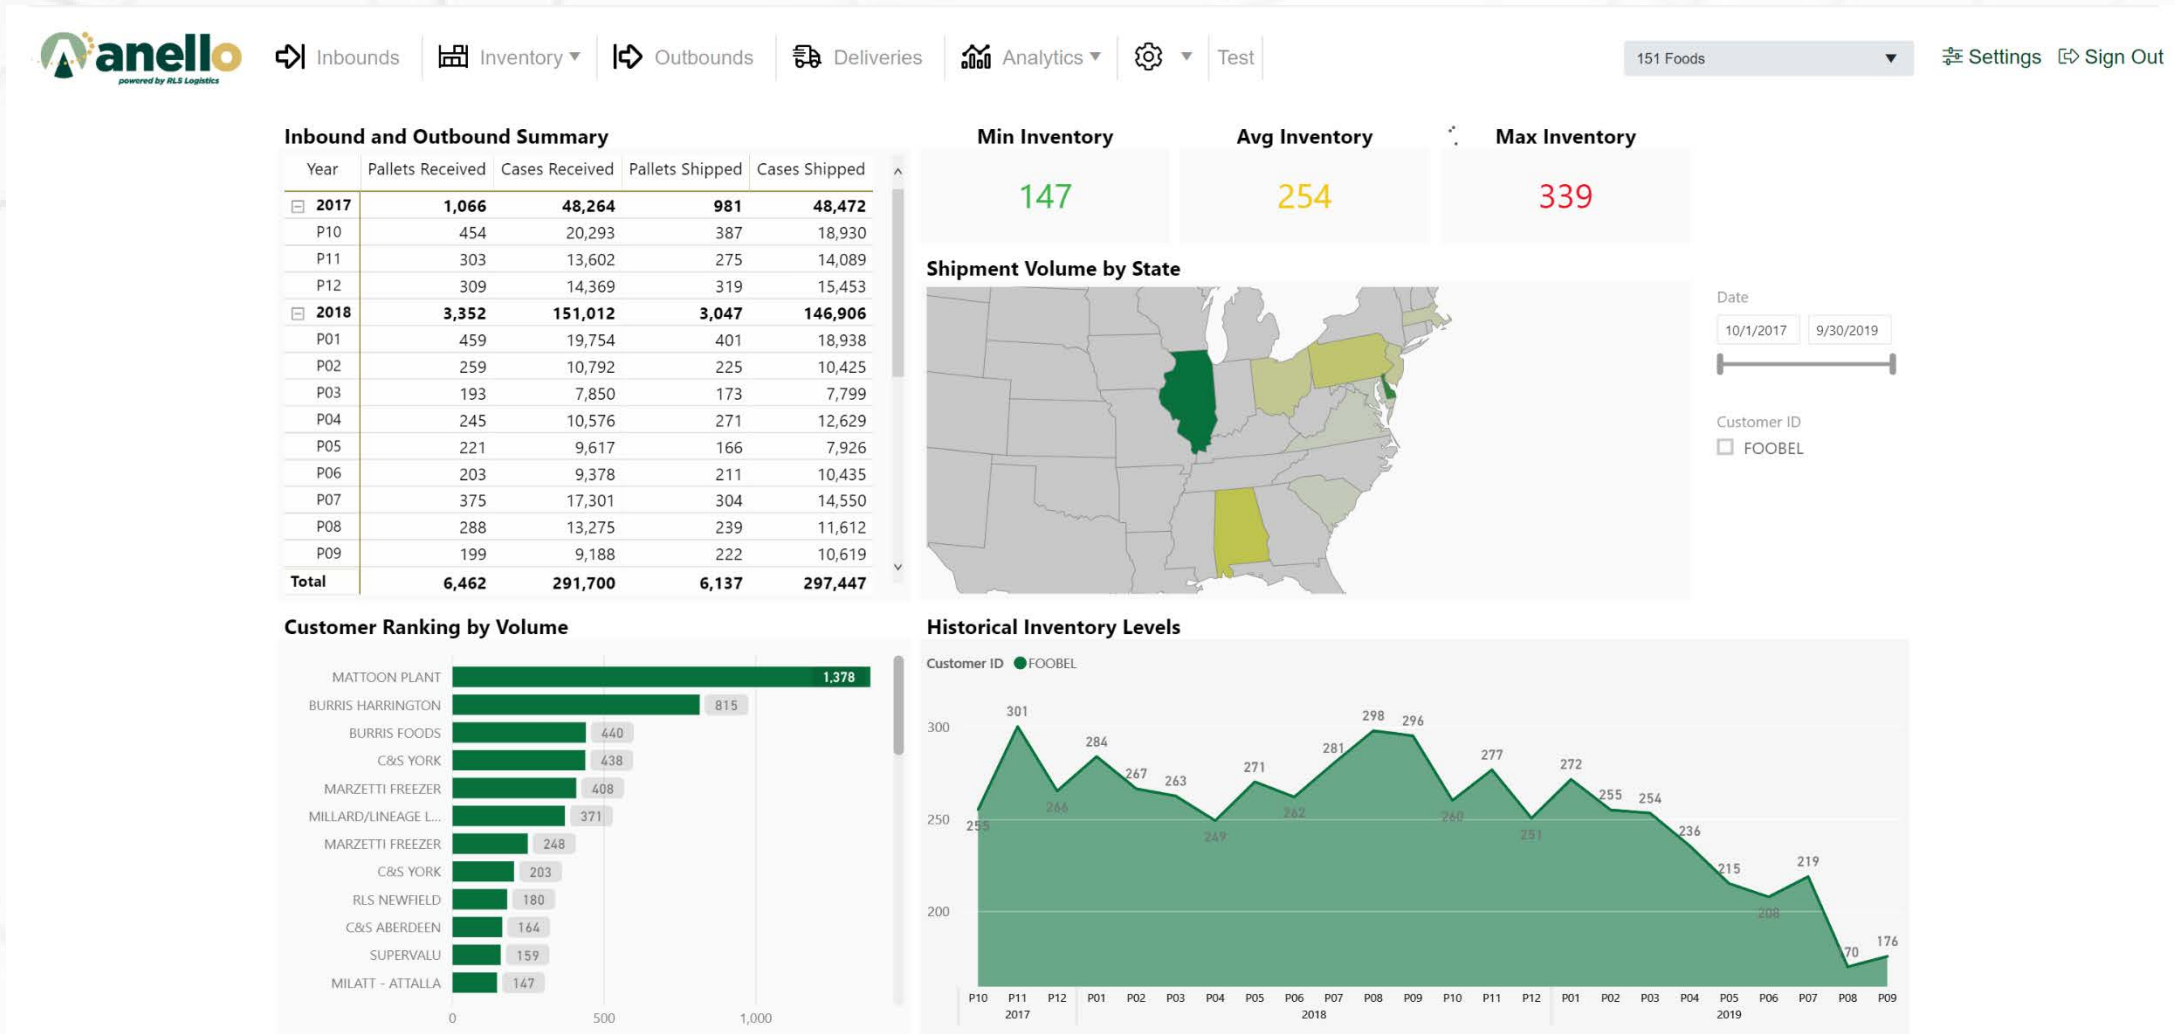 anello
powered by RLS Logistics
Inbounds
Inventory
Outbounds
Deliveries
Analytics
Test
151 Foods
Settings
Sign Out
Inbound and Outbound Summary
Year Pallets Received Cases Received Pallets Shipped Cases Shipped
2017 1,066 48,264 981 48,472
P10 454 20,293 387 18,930
P11 303 13,602 275 14,089
P12 309 14,369 319 15,453
2018 3,352 151,012 3,047 146,906
P01 459 19,754 401 18,938
P02 259 10,792 225 10,425
P03 193 7,850 173 7,799
P04 245 10,576 271 12,629
P05 221 9,617 166 7,926
P06 203 9,378 211 10,435
P07 375 17,301 304 14,550
P08 288 13,275 239 11,612
P09 199 9,188 222 10,619
Total 6,462 291,700 6,137 297,447
Min Inventory
147
Avg Inventory
254
Max Inventory
339
Shipment Volume by State
Date
10/1/2017 9/30/2019
Customer ID
FOOBEL
Customer Ranking by Volume
MATTOON PLANT 1,378
BURRIS HARRINGTON 815
BURRIS FOODS 440
C&S YORK 438
MARZETTI FREEZER 408
MILLARD/LINEAGE L... 371
MARZETTI FREEZER 248
C&S YORK 203
RLS NEWFIELD 180
C&S ABERDEEN 164
SUPERVALU 159
MILATT - ATTALLA 147
0 500 1,000
Historical Inventory Levels
Customer ID FOOBEL
300
250
200
255 301 266 284 267 263 249 271 262 281 298 296 260 277 251 272 255 254 236 215 208 219 70 176
P10 P11 P12 P01 P02 P03 P04 P05 P06 P07 P08 P09 P10 P11 P12 P01 P02 P03 P04 P05 P06 P07 P08 P09
2017 2018 2019